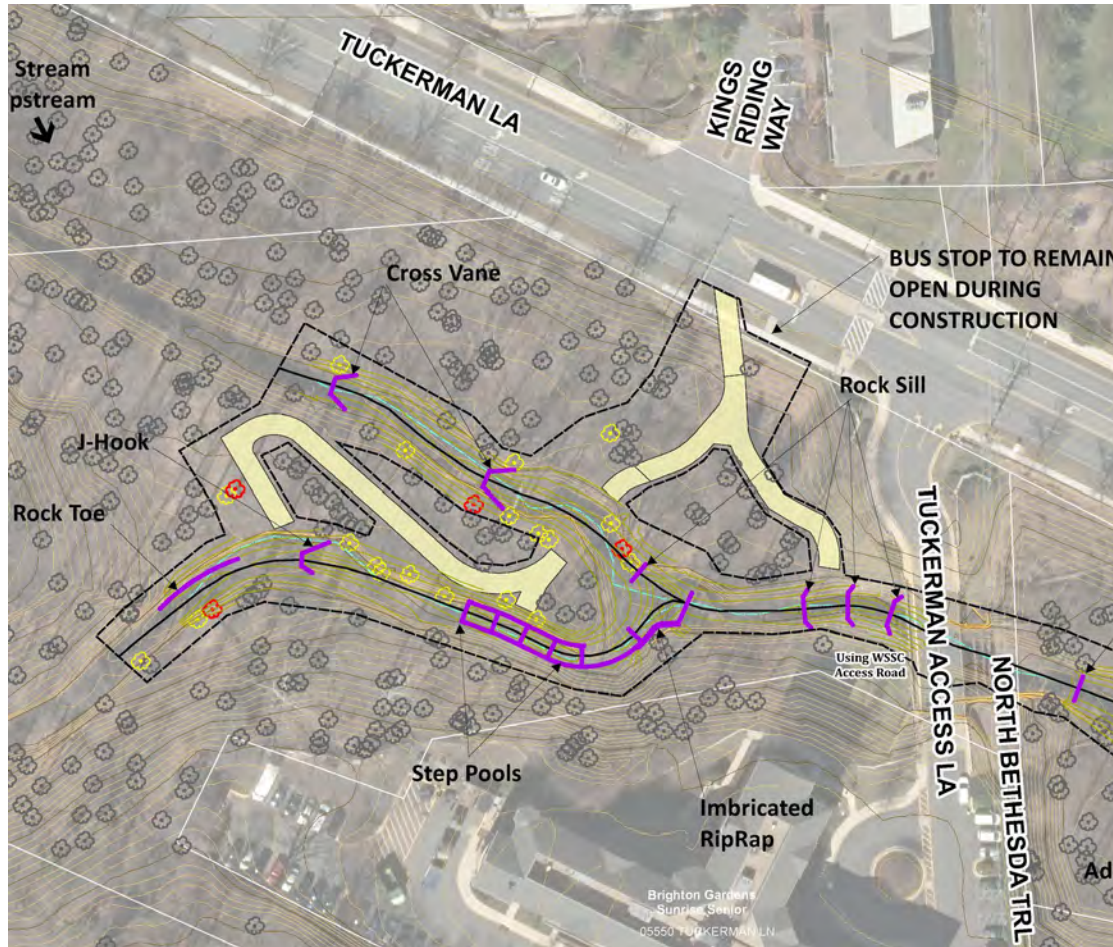 Stream
pstream
TUCKERMAN LA
KINGS
RIDING
WAY
Cross Vane
BUS STOP TO REMAIN
OPEN DURING
CONSTRUCTION
Rock Sill
J-Hook
Rock Toe
Using WSSC
Access Road
TUCKERMAN ACCESS LA
NORTH BETHESDA TRL
Step Pools
Imbricated
RipRap
Ad
Brighton Gardens
Sunrise Senior
05550 TUCKERMAN LN